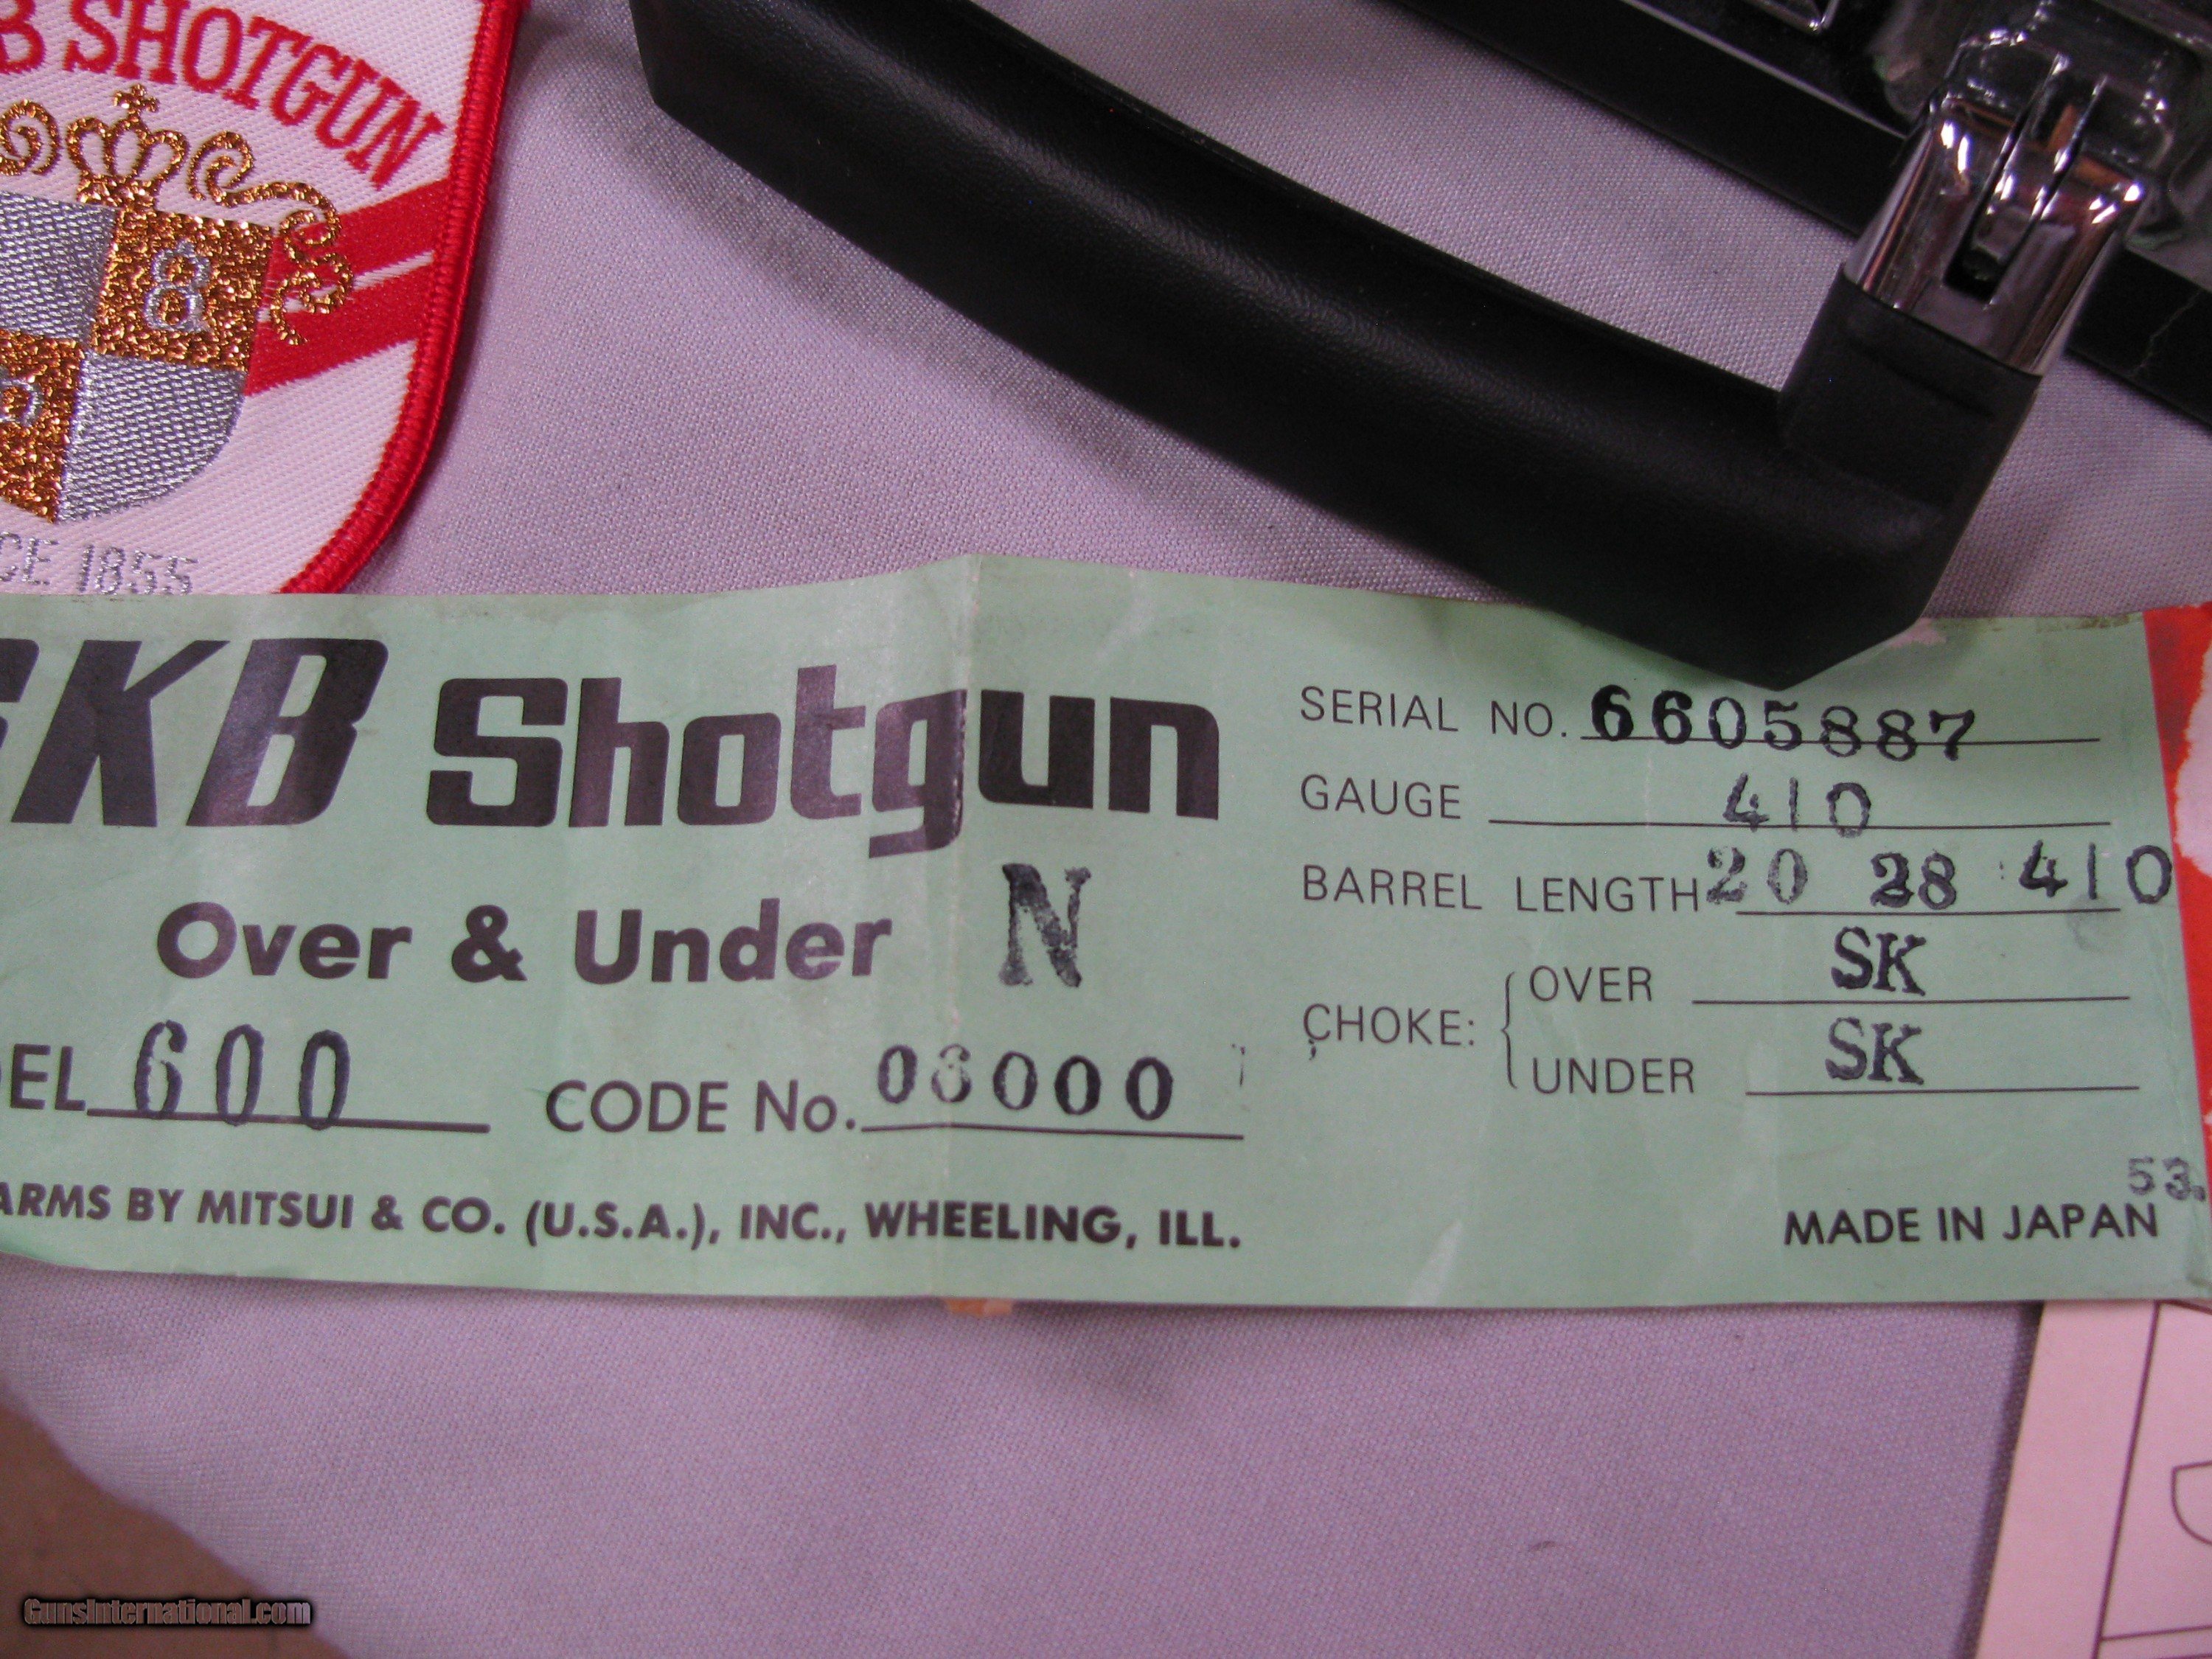 B SHOTGUN
8
CE 1855
SKB Shotgun
Over & Under N
EL 600
CODE No. 06000
ARMS BY MITSUI & CO. (U.S.A.), INC., WHEELING, ILL.
SERIAL NO. 6605887
GAUGE 410
BARREL LENGTH 20 28 410
CHOKE: OVER SK
UNDER SK
53.
MADE IN JAPAN
GunsInternational.com